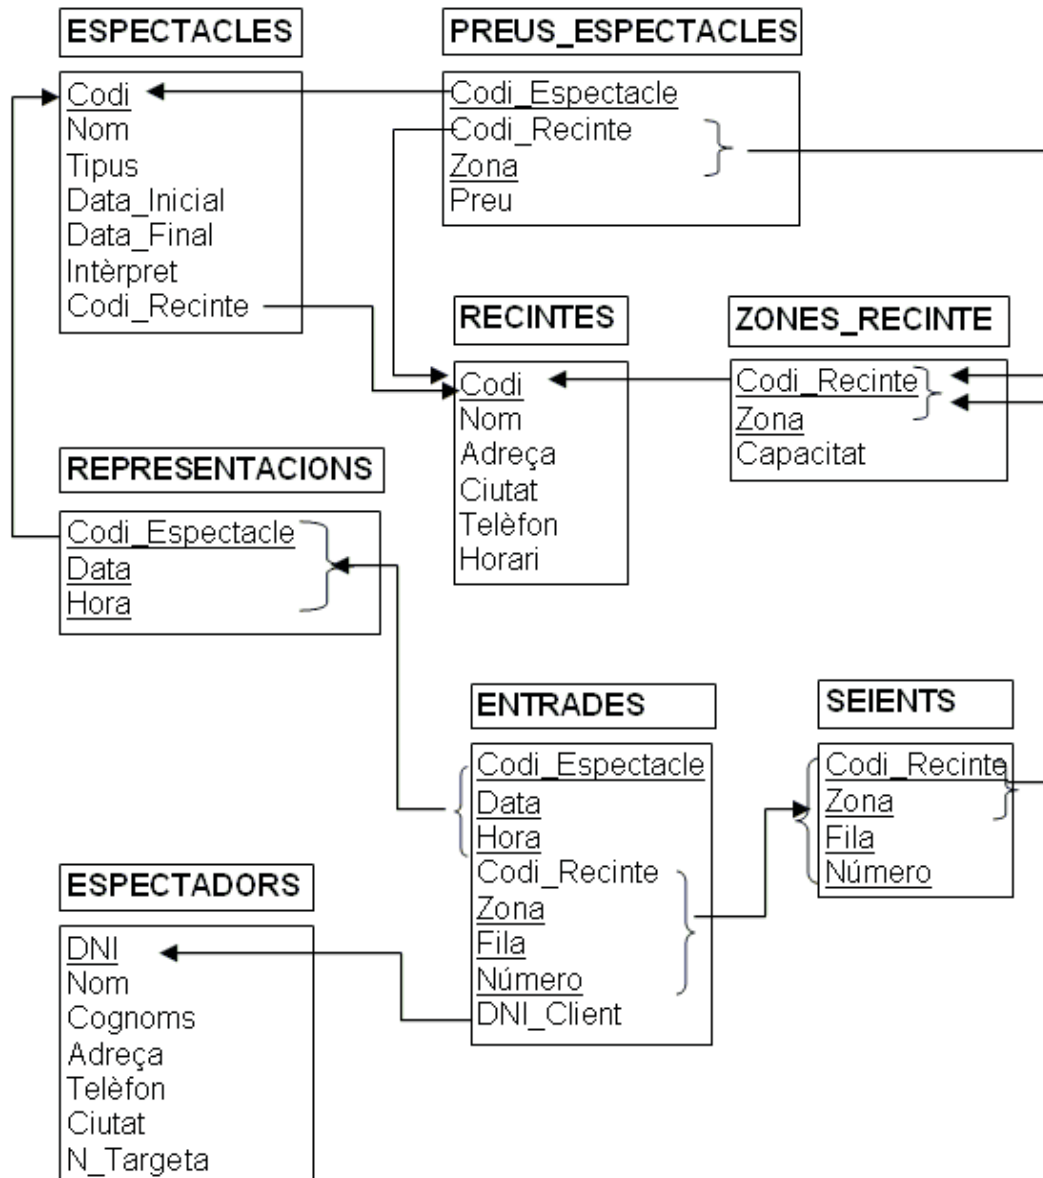 ESPECTACLES
Codi
Nom
Tipus
Data_Inicial
Data_Final
Intèrpret
Codi_Recinte
PREUS_ESPECTACLES
Codi_Espectacle
Codi_Recinte
Zona
Preu
RECINTES
Codi
Nom
Adreça
Ciutat
Telèfon
Horari
ZONES_RECINTE
Codi_Recinte
Zona
Capacitat
REPRESENTACIONS
Codi_Espectacle
Data
Hora
ENTRADES
Codi_Espectacle
Data
Hora
Codi_Recinte
Zona
Fila
Número
DNI_Client
SEIENTS
Codi_Recinte
Zona
Fila
Número
ESPECTADORS
DNI
Nom
Cognoms
Adreça
Telèfon
Ciutat
N_Targeta